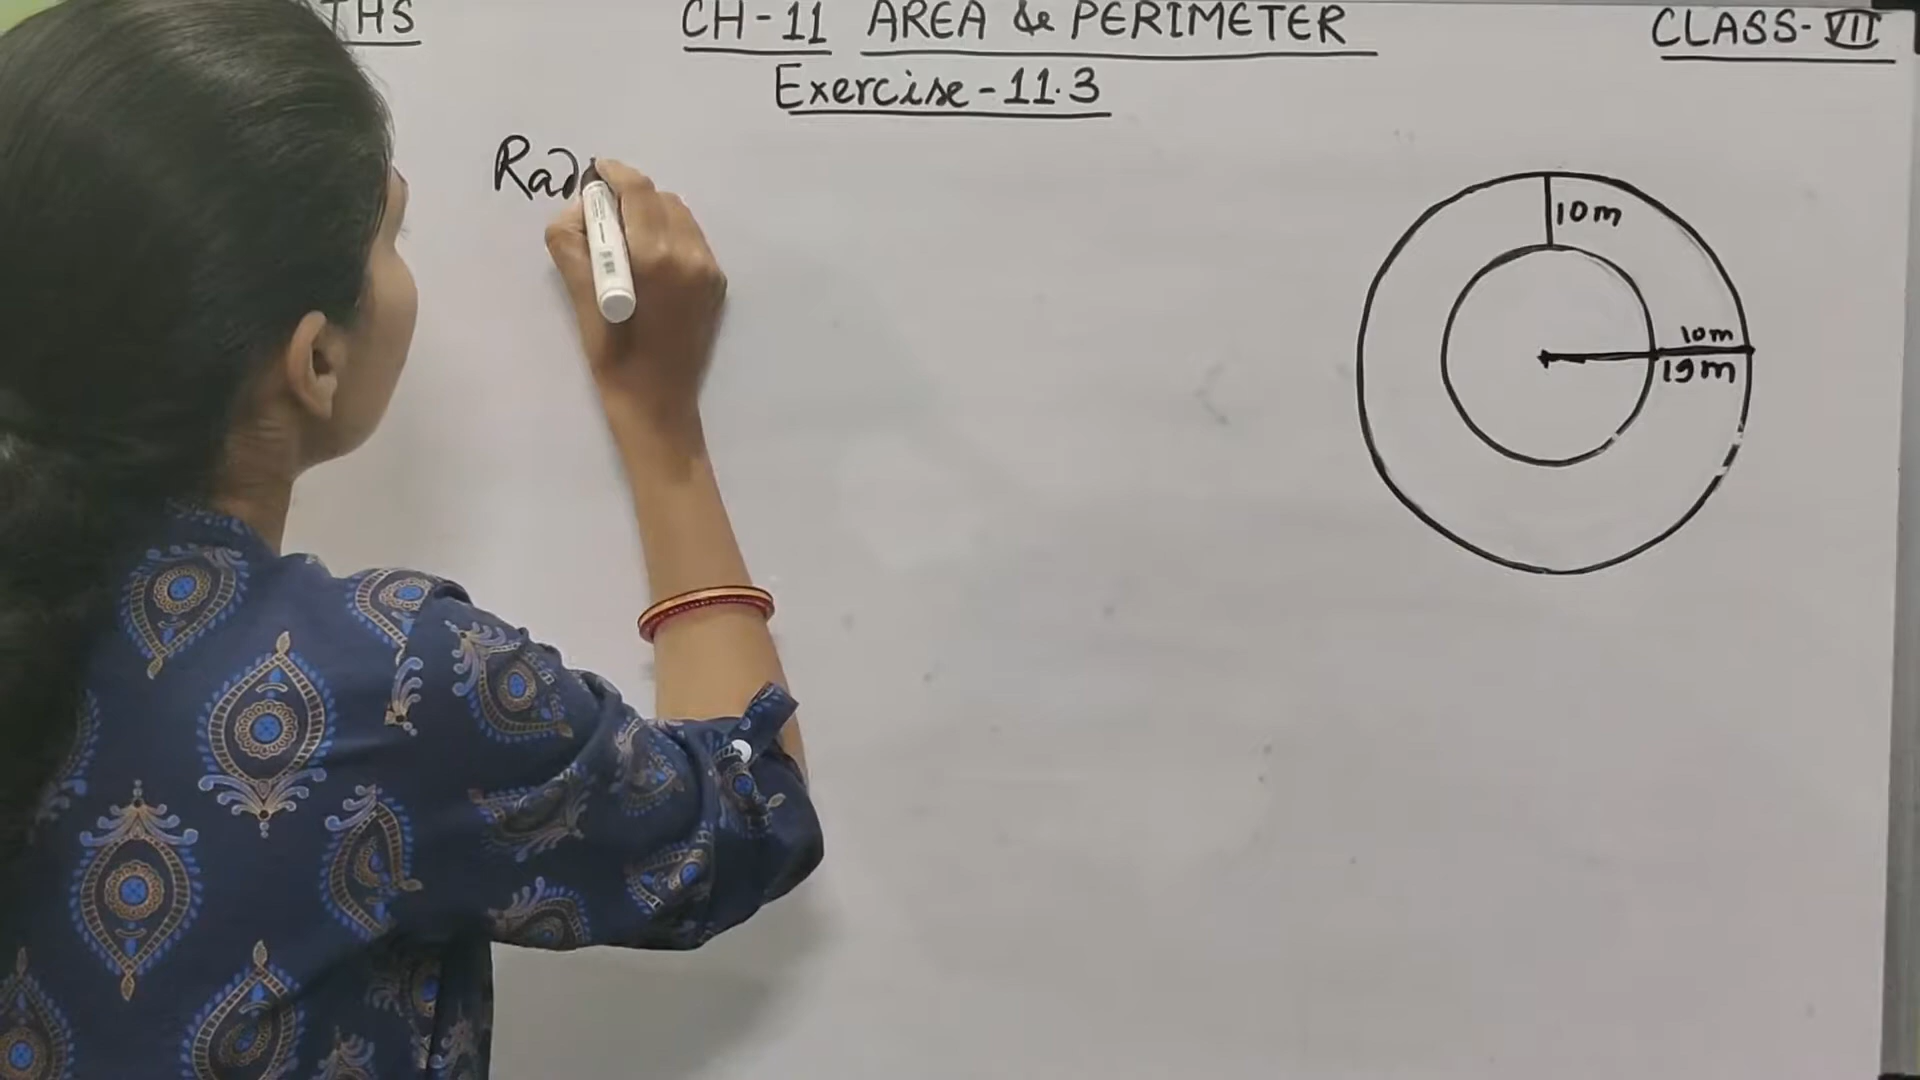 THS CH-11 AREA & PERIMETER CLASS-VII
Exercise-11.3
Rad
10m
10m
19m